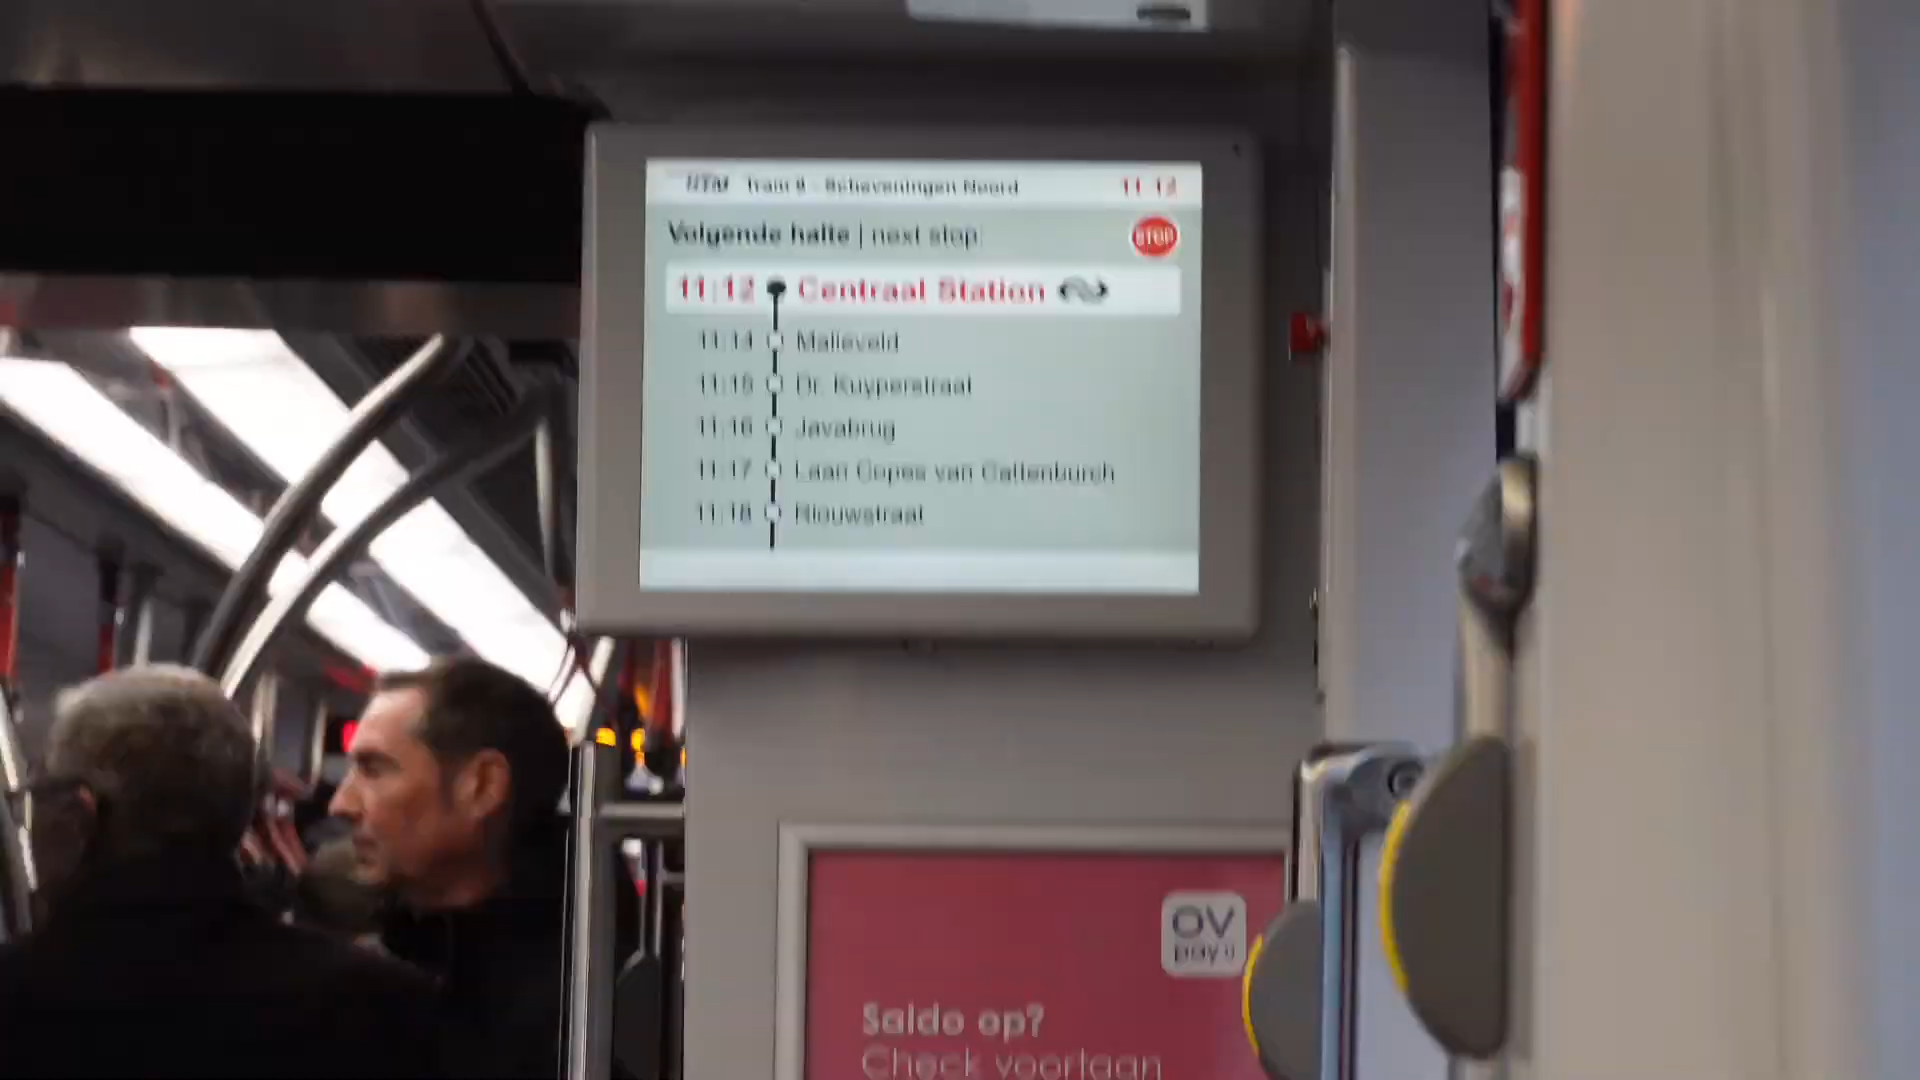 HTM tram 9 - Scheveningen Noord 11:12
Volgende halte | next stop:
STOP
11:12 Centraal Station
11:14 Malieveld
11:15 Dr. Kuyperstraat
11:16 Javabrug
11:17 Laan Copes van Cattenburch
11:18 Riouwstraat
OV
pay
Saldo op?
Check voortaan